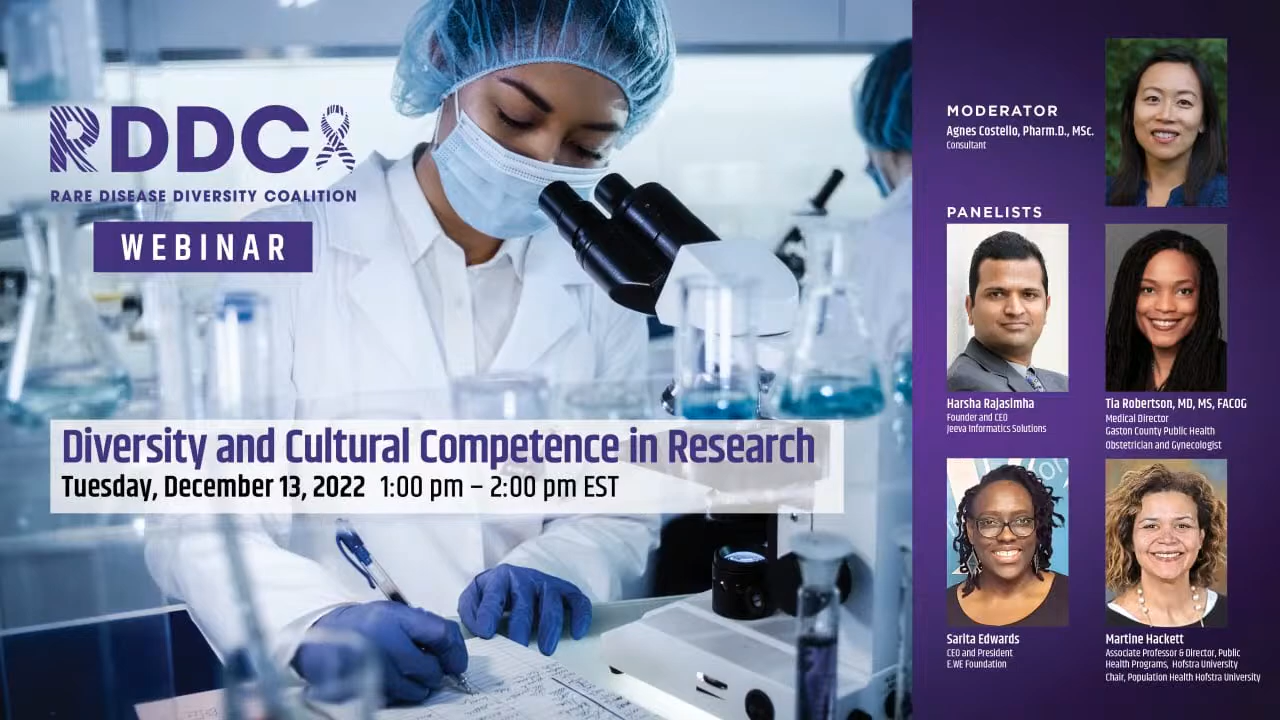 RDDC
RARE DISEASE DIVERSITY COALITION
WEBINAR
Diversity and Cultural Competence in Research
Tuesday, December 13, 2022 1:00 pm – 2:00 pm EST
MODERATOR
Agnes Costello, Pharm.D., MSc.
Consultant
PANELISTS
Harsha Rajasimha
Founder and CEO
Jeeva Informatics Solutions
Tia Robertson, MD, MS, FACOG
Medical Director
Gaston County Public Health
Obstetrician and Gynecologist
Sarita Edwards
CEO and President
E.WE Foundation
Martine Hackett
Associate Professor & Director, Public
Health Programs, Hofstra University
Chair, Population Health Hofstra University